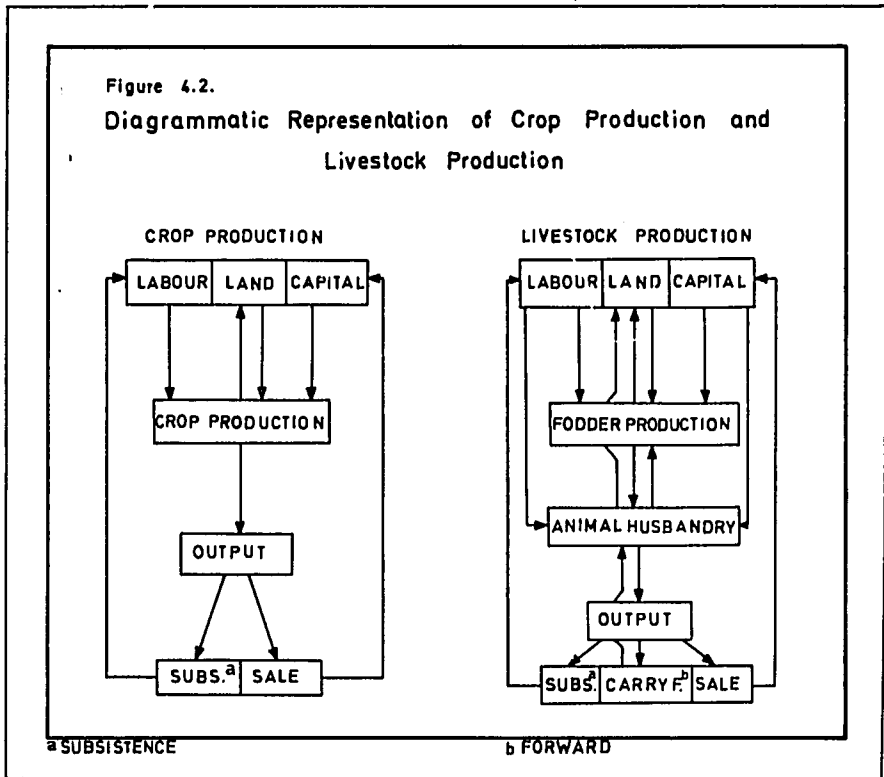 Figure 4.2.
Diagrammatic Representation of Crop Production and
Livestock Production
CROP PRODUCTION
LABOUR LAND CAPITAL
CROP PRODUCTION
OUTPUT
SUBS.a SALE
LIVESTOCK PRODUCTION
LABOUR LAND CAPITAL
FODDER PRODUCTION
ANIMAL HUSBANDRY
OUTPUT
SUBS.a CARRY F.b SALE
a SUBSISTENCE
b FORWARD